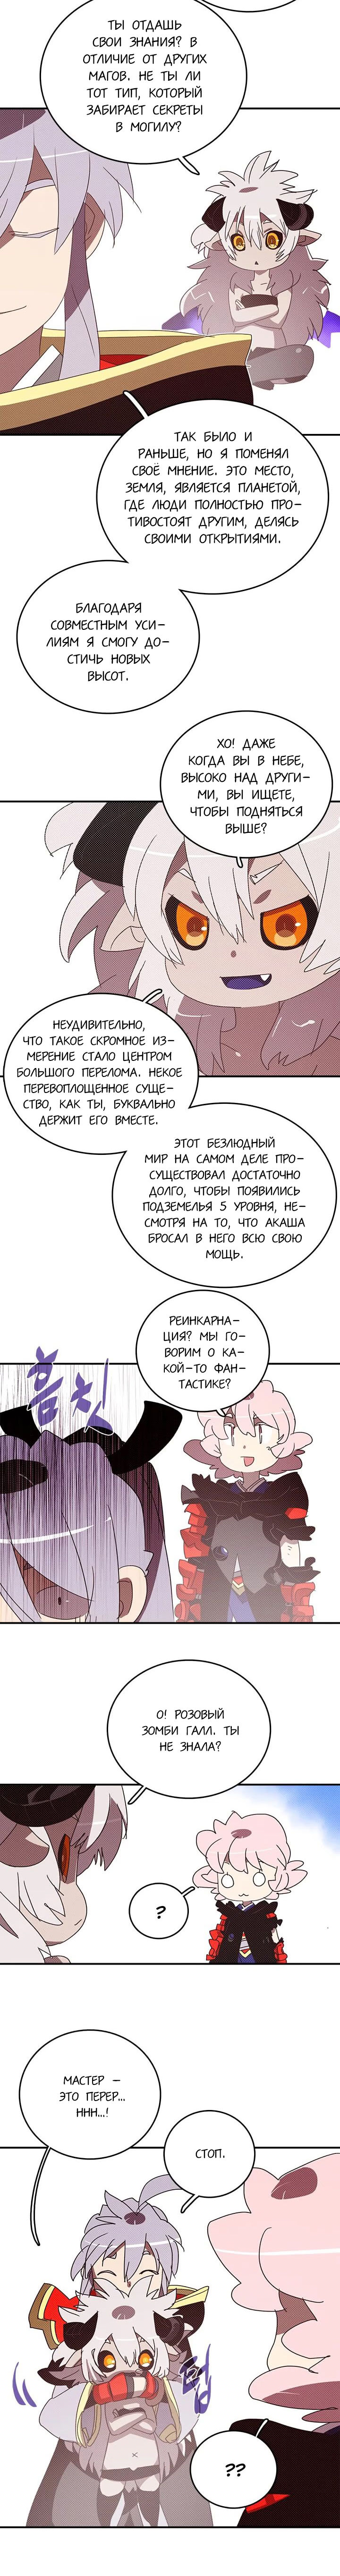 ТЫ ОТДАШЬ
СВОИ ЗНАНИЯ? В
ОТЛИЧИЕ ОТ ДРУГИХ
МАГОВ. НЕ ТЫ ЛИ
ТОТ ТИП, КОТОРЫЙ
ЗАБИРАЕТ СЕКРЕТЫ
В МОГИЛУ?
ТАК БЫЛО И
РАНЬШЕ, НО Я ПОМЕНЯЛ
СВОЁ МНЕНИЕ. ЭТО МЕСТО,
ЗЕМЛЯ, ЯВЛЯЕТСЯ ПЛАНЕТОЙ,
ГДЕ ЛЮДИ ПОЛНОСТЬЮ ПРО-
ТИВОСТОЯТ ДРУГИМ, ДЕЛЯСЬ
СВОИМИ ОТКРЫТИЯМИ.
БЛАГОДАРЯ
СОВМЕСТНЫМ УСИ-
ЛИЯМ Я СМОГУ ДО-
СТИЧЬ НОВЫХ
ВЫСОТ.
ХО! ДАЖЕ
КОГДА ВЫ В НЕБЕ,
ВЫСОКО НАД ДРУГИ-
МИ, ВЫ ИЩЕТЕ,
ЧТОБЫ ПОДНЯТЬСЯ
ВЫШЕ?
НЕУДИВИТЕЛЬНО,
ЧТО ТАКОЕ СКРОМНОЕ ИЗ-
МЕРЕНИЕ СТАЛО ЦЕНТРОМ
БОЛЬШОГО ПЕРЕЛОМА. НЕКОЕ
ПЕРЕВОПЛОЩЕННОЕ СУЩЕ-
СТВО, КАК ТЫ, БУКВАЛЬНО
ДЕРЖИТ ЕГО ВМЕСТЕ.
ЭТОТ БЕЗЛЮДНЫЙ
МИР НА САМОМ ДЕЛЕ ПРО-
СУЩЕСТВОВАЛ ДОСТАТОЧНО
ДОЛГО, ЧТОБЫ ПОЯВИЛИСЬ
ПОДЗЕМЕЛЬЯ 5 УРОВНЯ, НЕ-
СМОТРЯ НА ТО, ЧТО АКАША
БРОСАЛ В НЕГО ВСЮ СВОЮ
МОЩЬ.
РЕИНКАРНА-
ЦИЯ? МЫ ГО-
ВОРИМ О КА-
КОЙ-ТО ФАН-
ТАСТИКЕ?
흠칫
О! РОЗОВЫЙ
ЗОМБИ ГАЛЛ. ТЫ
НЕ ЗНАЛА?
?
МАСТЕР -
ЭТО ПЕРЕР...
ННН...!
СТОП.
텁
??